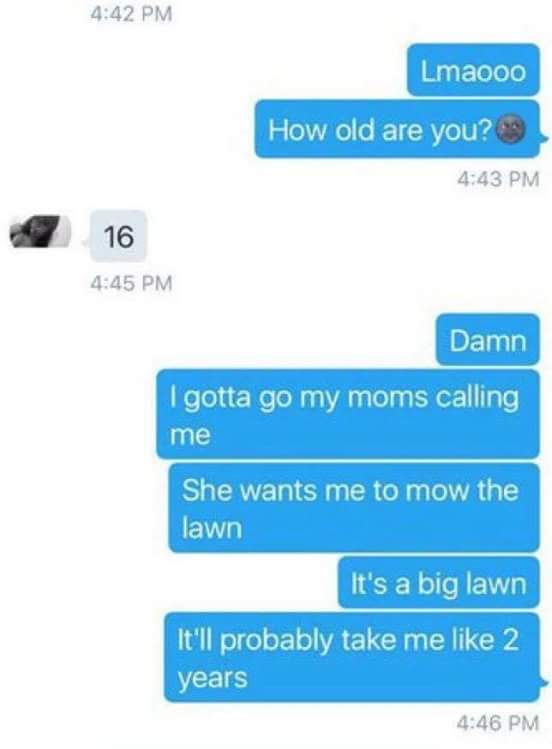 4:42 PM
Lmaooo
How old are you?🌚
4:43 PM
16
4:45 PM
Damn
I gotta go my moms calling
me
She wants me to mow the
lawn
It's a big lawn
It'll probably take me like 2
years
4:46 PM